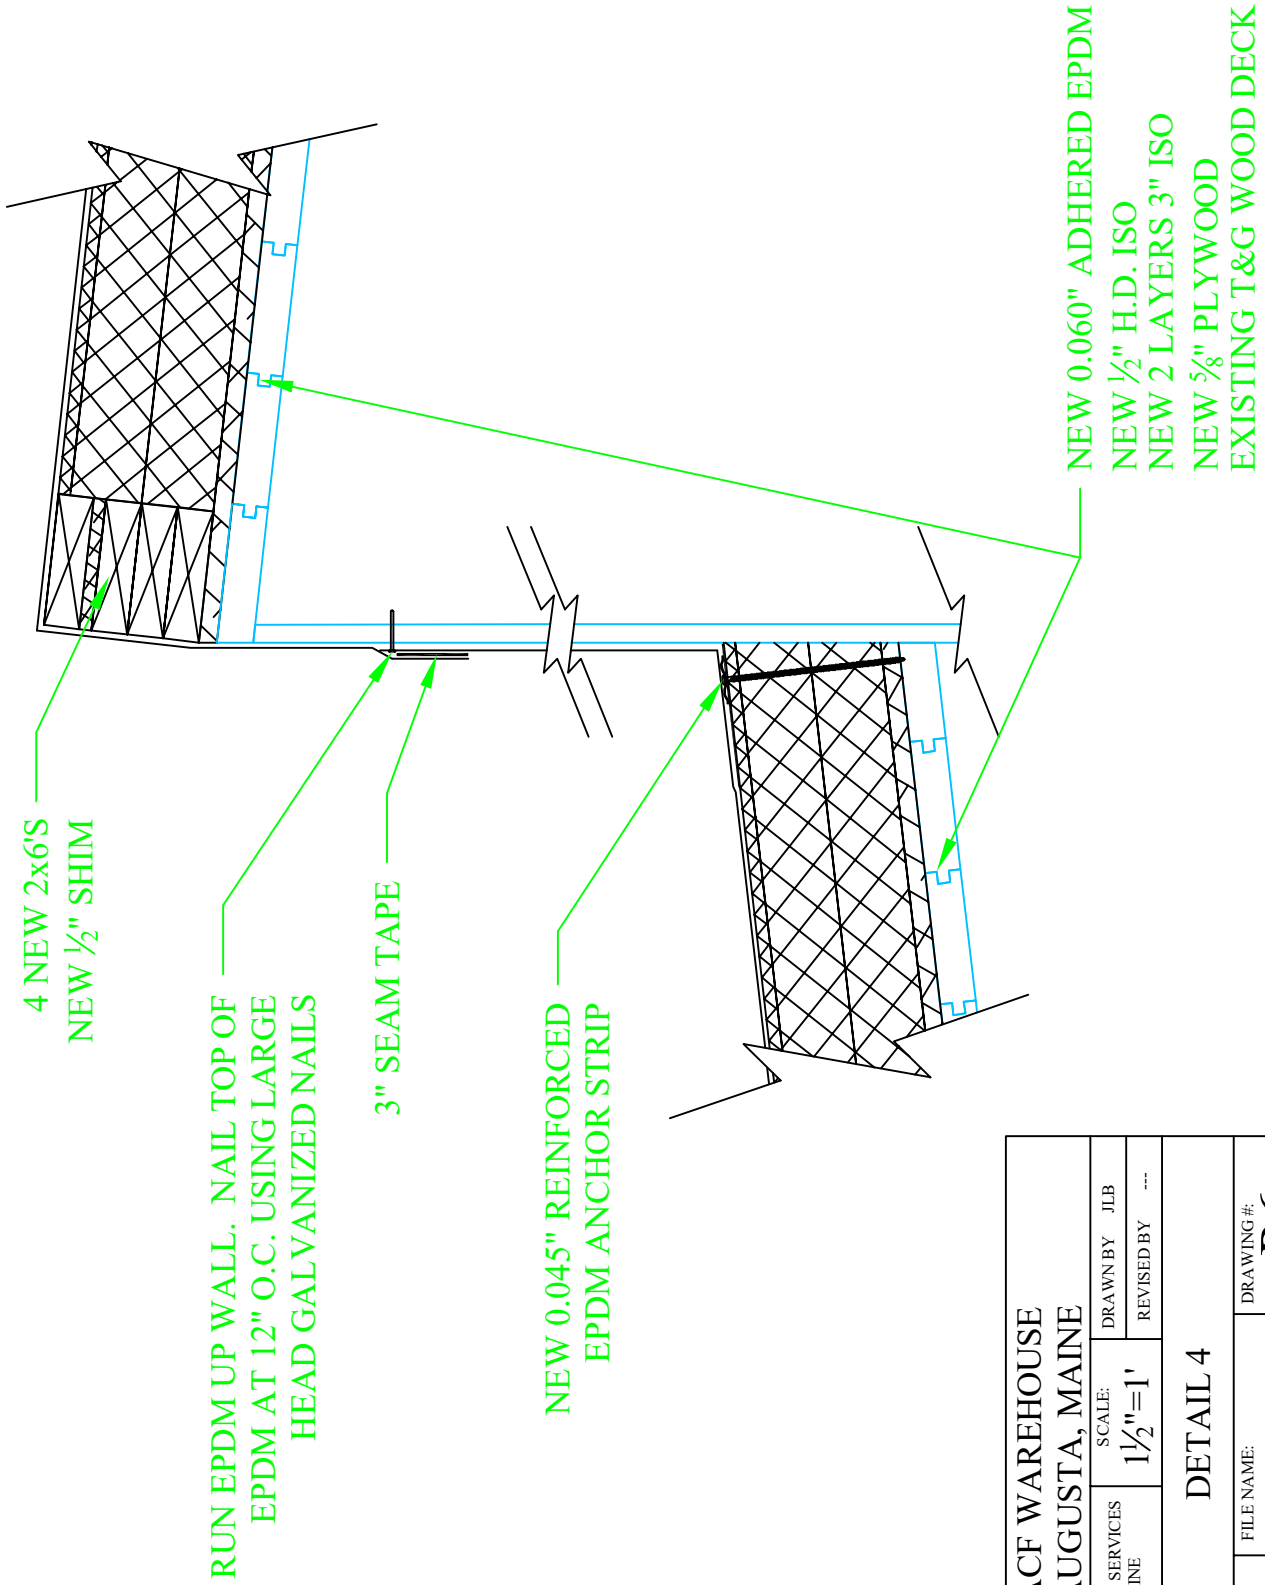 4 NEW 2x6'S
NEW ½" SHIM
RUN EPDM UP WALL. NAIL TOP OF
EPDM AT 12" O.C. USING LARGE
HEAD GALVANIZED NAILS
3" SEAM TAPE
NEW 0.045" REINFORCED
EPDM ANCHOR STRIP
NEW 0.060" ADHERED EPDM
NEW ½" H.D. ISO
NEW 2 LAYERS 3" ISO
NEW ⅝" PLYWOOD
EXISTING T&G WOOD DECK
ACF WAREHOUSE
AUGUSTA, MAINE
SERVICES
INE
SCALE:
1½"=1'
DRAWN BY JLB
REVISED BY ---
DETAIL 4
FILE NAME:
DRAWING #: